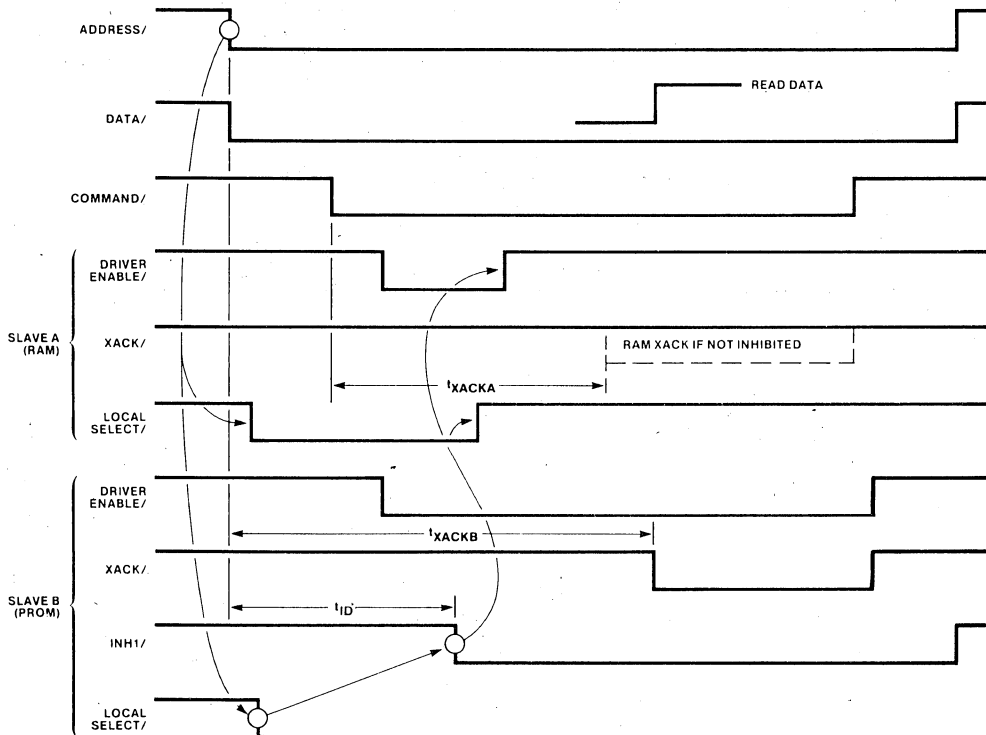 ADDRESS/
READ DATA
DATA/
COMMAND/
SLAVE A
(RAM)
DRIVER
ENABLE/
XACK/
RAM XACK IF NOT INHIBITED
tXACKA
LOCAL
SELECT/
SLAVE B
(PROM)
DRIVER
ENABLE/
tXACKB
XACK/
tID
INH1/
LOCAL
SELECT/